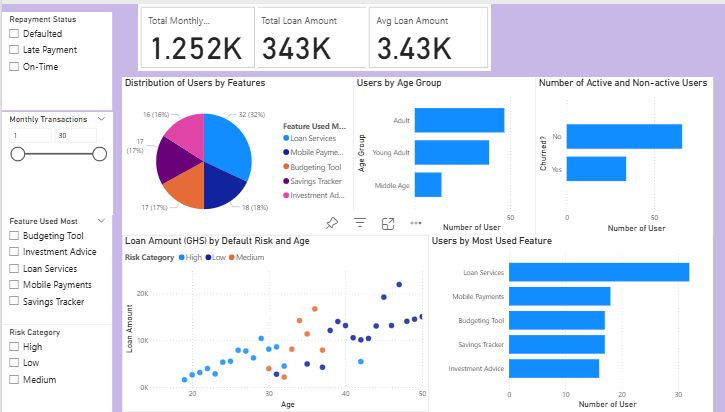 Repayment Status
Defaulted
Late Payment
On-Time
Monthly Transactions
1 30
Feature Used Most
Budgeting Tool
Investment Advice
Loan Services
Mobile Payments
Savings Tracker
Risk Category
High
Low
Medium
Total Monthly...
1.252K
Total Loan Amount
343K
Avg Loan Amount
3.43K
Distribution of Users by Features
16 (16%)
32 (32%)
17
(17%)
17 (17%)
18 (18%)
Feature Used M...
Loan Services
Mobile Payme...
Budgeting Tool
Savings Tracker
Investment Ad...
Users by Age Group
Age Group
Adult
Young Adult
Middle Age
50
Number of User
Number of Active and Non-active Users
Churned?
No
Yes
0 50
Number of User
Loan Amount (GHS) by Default Risk and Age
Risk Category High Low Medium
Loan Amount
20K
10K
0K
20 30 40 50
Age
Users by Most Used Feature
Loan Services
Mobile Payments
Budgeting Tool
Savings Tracker
Investment Advice
0 10 20 30
Number of User